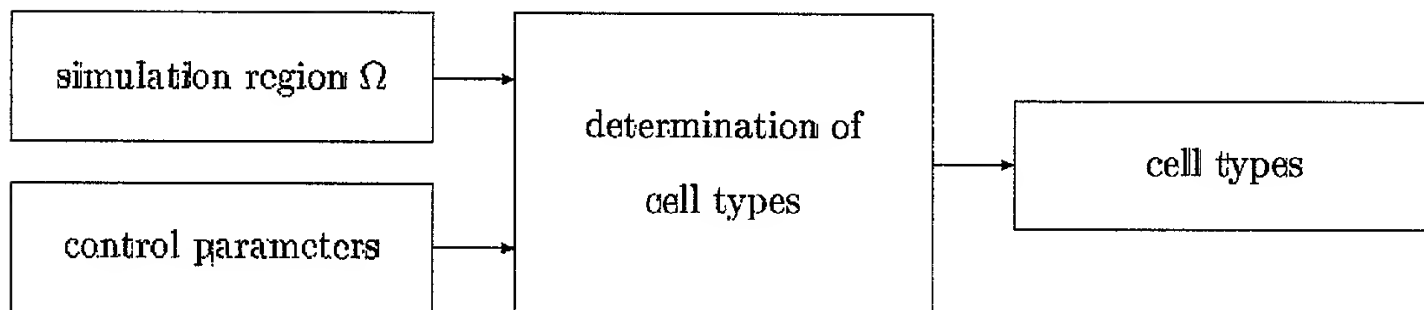 simulation region Ω
control parameters
determination of
cell types
cell types